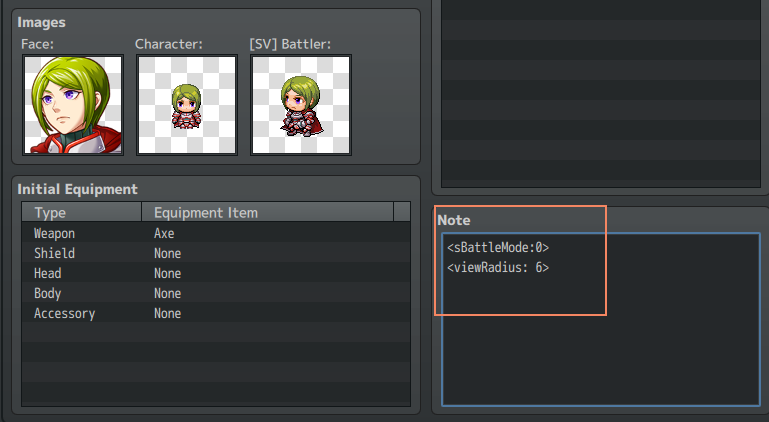 Images
Face:
Character:
[SV] Battler:
Initial Equipment
Type Equipment Item
Weapon Axe
Shield None
Head None
Body None
Accessory None
Note
<sBattleMode:0>
<viewRadius: 6>